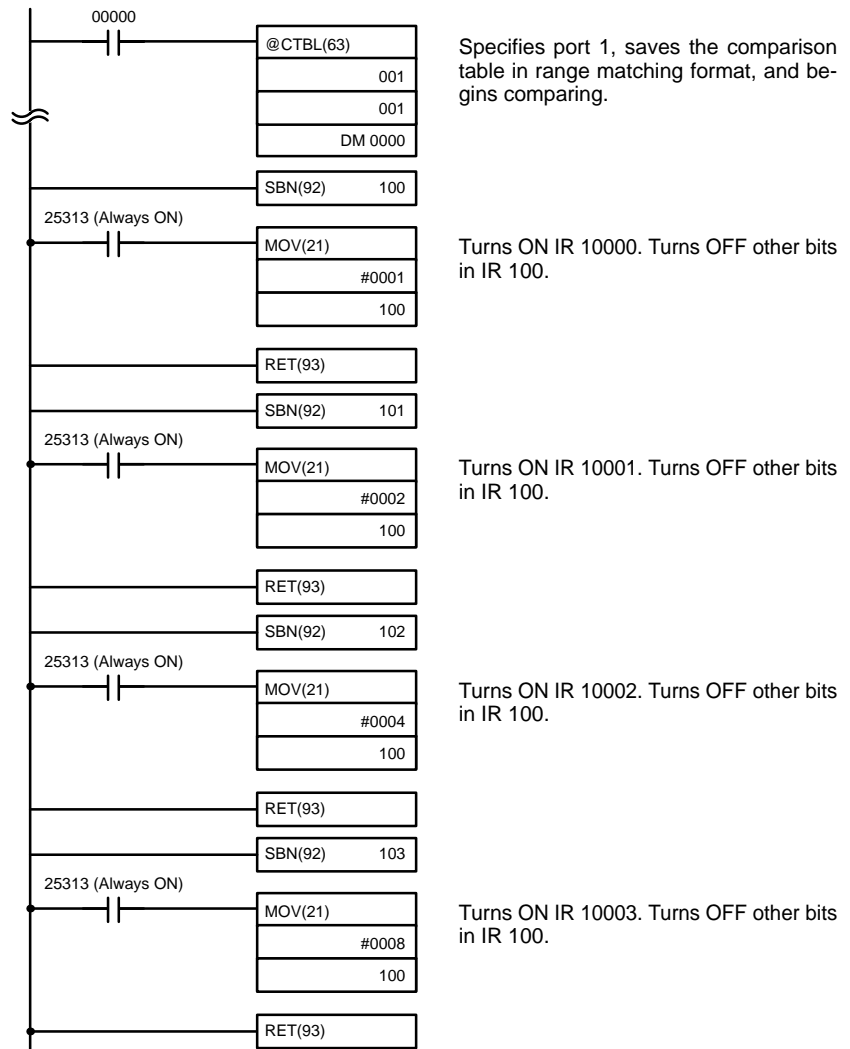 00000
@CTBL(63)
001
001
DM 0000
Specifies port 1, saves the comparison
table in range matching format, and be-
gins comparing.
SBN(92) 100
25313 (Always ON)
MOV(21)
#0001
100
Turns ON IR 10000. Turns OFF other bits
in IR 100.
RET(93)
SBN(92) 101
25313 (Always ON)
MOV(21)
#0002
100
Turns ON IR 10001. Turns OFF other bits
in IR 100.
RET(93)
SBN(92) 102
25313 (Always ON)
MOV(21)
#0004
100
Turns ON IR 10002. Turns OFF other bits
in IR 100.
RET(93)
SBN(92) 103
25313 (Always ON)
MOV(21)
#0008
100
Turns ON IR 10003. Turns OFF other bits
in IR 100.
RET(93)